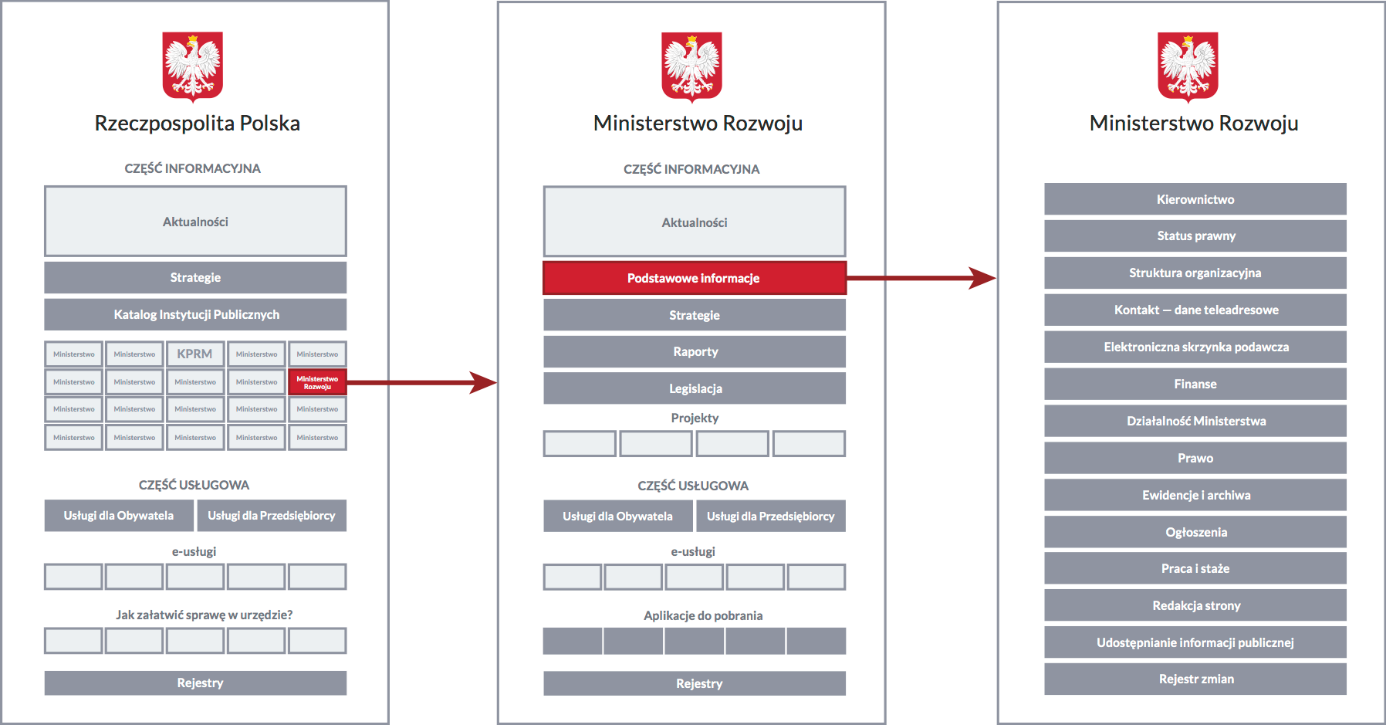 Rzeczpospolita Polska
CZĘŚĆ INFORMACYJNA
Aktualności
Strategie
Katalog Instytucji Publicznych
Ministerstwo Ministerstwo KPRM Ministerstwo Ministerstwo
Ministerstwo Ministerstwo Ministerstwo Ministerstwo Ministerstwo
Rozwoju
Ministerstwo Ministerstwo Ministerstwo Ministerstwo Ministerstwo
Ministerstwo Ministerstwo Ministerstwo Ministerstwo Ministerstwo
CZĘŚĆ USŁUGOWA
Usługi dla Obywatela Usługi dla Przedsiębiorcy
e-usługi
Jak załatwić sprawę w urzędzie?
Rejestry
Ministerstwo Rozwoju
CZĘŚĆ INFORMACYJNA
Aktualności
Podstawowe informacje
Strategie
Raporty
Legislacja
Projekty
CZĘŚĆ USŁUGOWA
Usługi dla Obywatela Usługi dla Przedsiębiorcy
e-usługi
Aplikacje do pobrania
Rejestry
Ministerstwo Rozwoju
Kierownictwo
Status prawny
Struktura organizacyjna
Kontakt — dane teleadresowe
Elektroniczna skrzynka podawcza
Finanse
Działalność Ministerstwa
Prawo
Ewidencje i archiwa
Ogłoszenia
Praca i staże
Redakcja strony
Udostępnianie informacji publicznej
Rejestr zmian